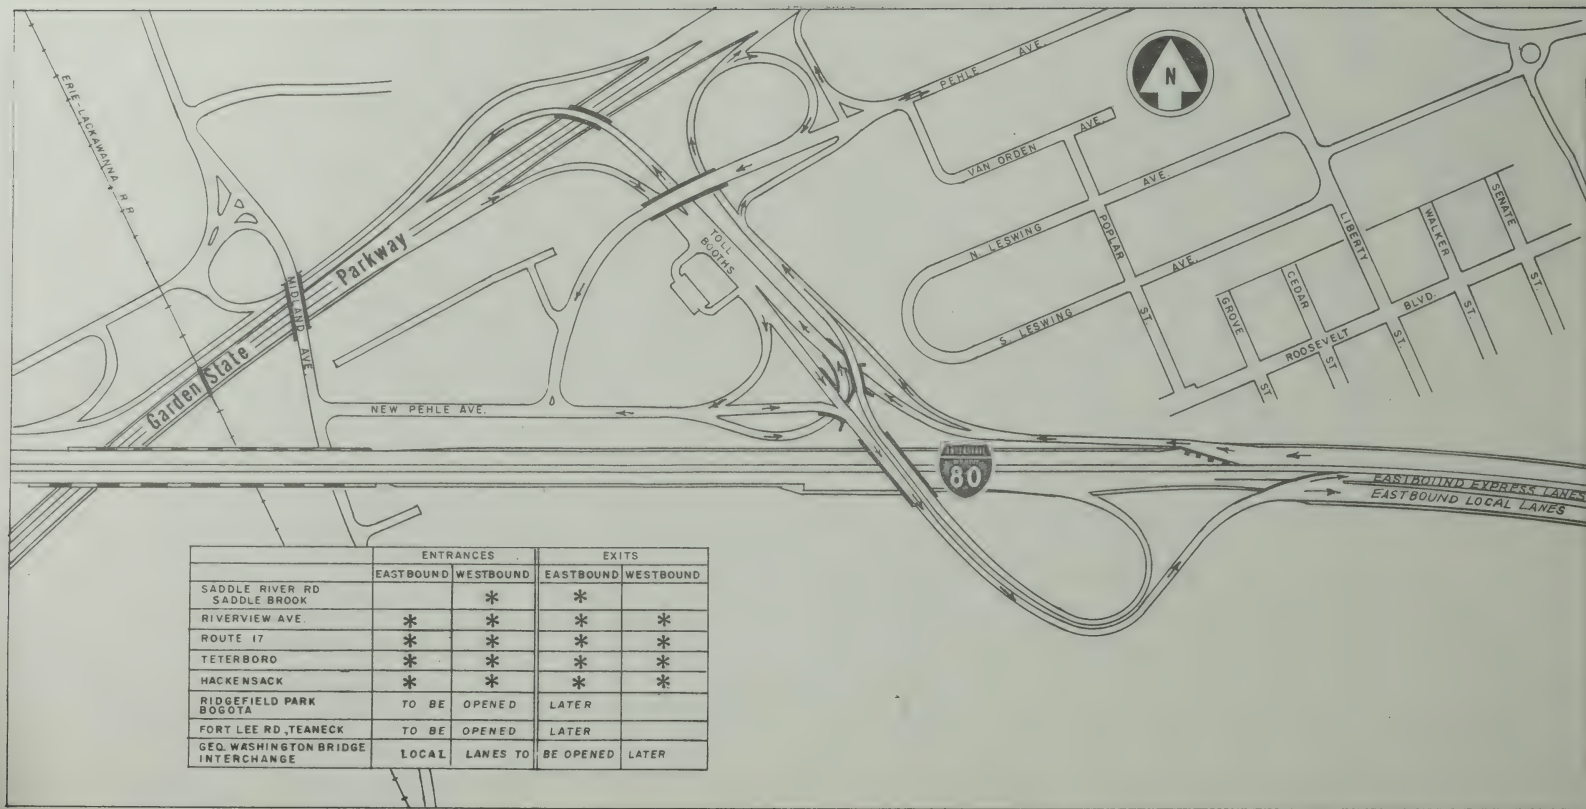 ERIE-LACKAWANNA R R
PEHLE AVE.
N
VAN ORDEN AVE.
N. LESWING AVE.
POPLAR ST.
S. LESWING AVE.
LIBERTY ST.
WALKER ST.
SENATE ST.
GROVE ST
CEDAR ST
ROOSEVELT BLVD.
TOLL
BOOTHS
Garden State Parkway
MIDLAND AVE.
NEW PEHLE AVE.
INTERSTATE
80
EASTBOUND EXPRESS LANES
EASTBOUND LOCAL LANES
ENTRANCES EXITS
EASTBOUND WESTBOUND EASTBOUND WESTBOUND
SADDLE RIVER RD
SADDLE BROOK * *
RIVERVIEW AVE. * * * *
ROUTE 17 * * * *
TETERBORO * * * *
HACKENSACK * * * *
RIDGEFIELD PARK
BOGOTA TO BE OPENED LATER
FORT LEE RD., TEANECK TO BE OPENED LATER
GEO. WASHINGTON BRIDGE
INTERCHANGE LOCAL LANES TO BE OPENED LATER